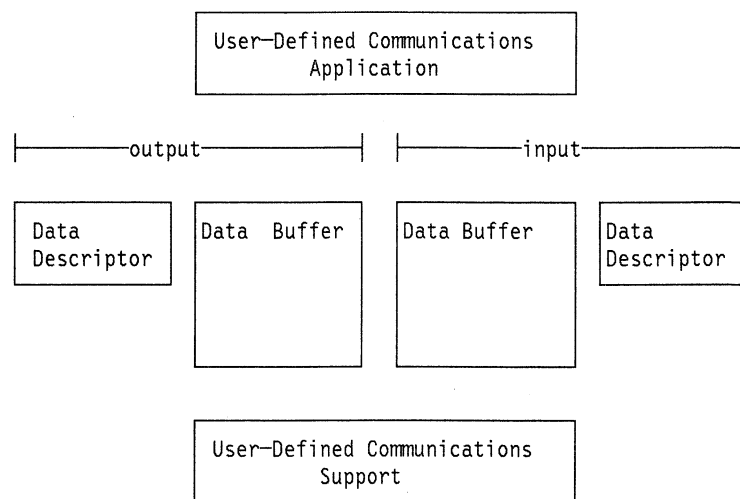 User-Defined Communications
Application
output
input
Data
Descriptor
Data Buffer
Data Buffer
Data
Descriptor
User-Defined Communications
Support